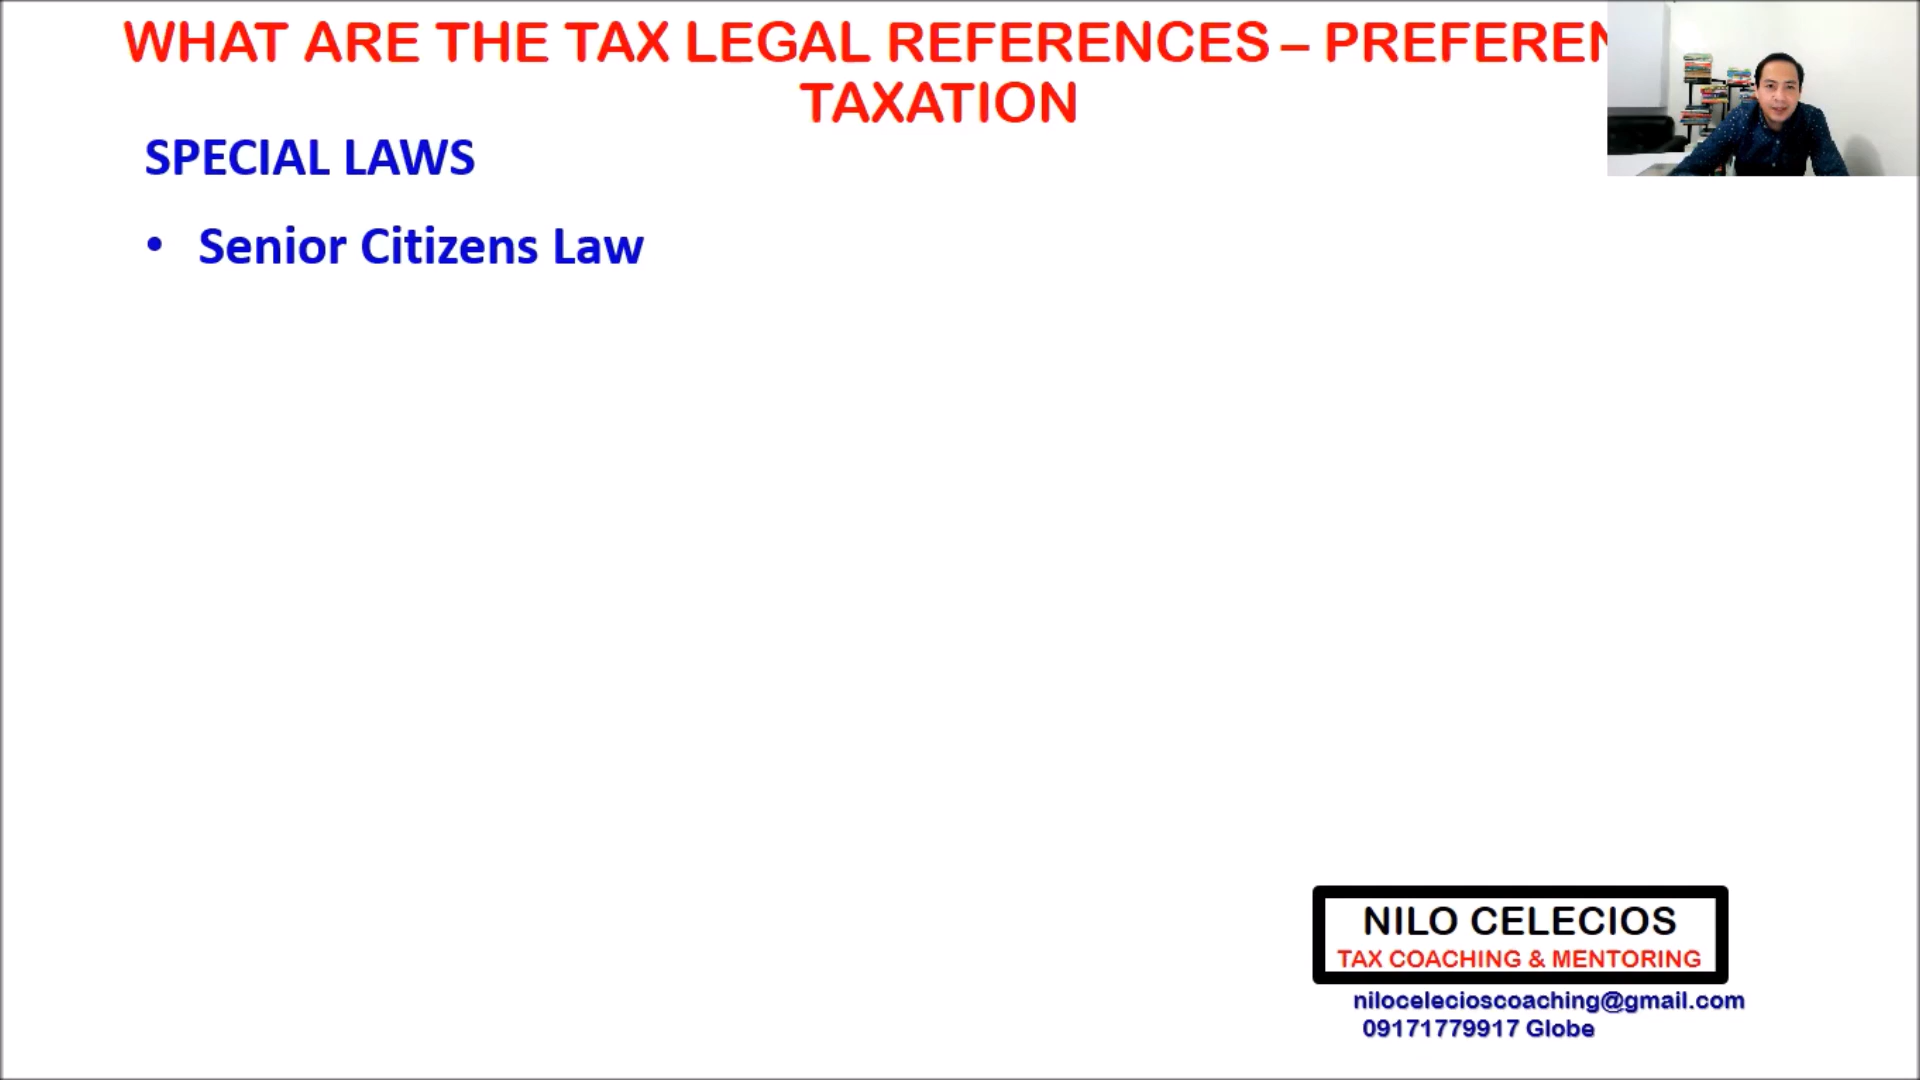 WHAT ARE THE TAX LEGAL REFERENCES – PREFEREN
TAXATION
SPECIAL LAWS
• Senior Citizens Law
NILO CELECIOS
TAX COACHING & MENTORING
nilocelecioscoaching@gmail.com
09171779917 Globe